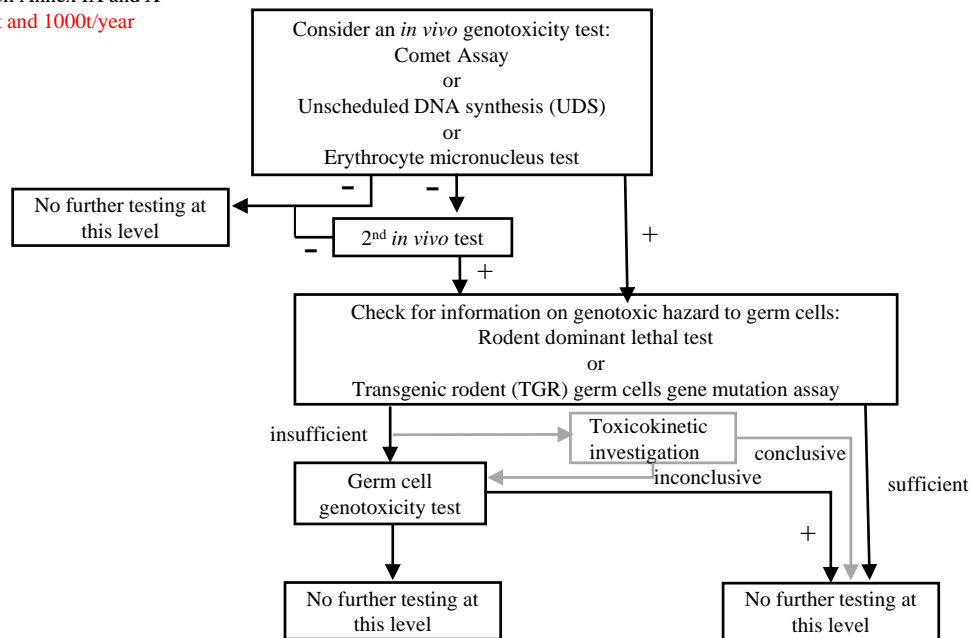 Annex IA and A
and 1000t/year
Consider an in vivo genotoxicity test:
Comet Assay
or
Unscheduled DNA synthesis (UDS)
or
Erythrocyte micronucleus test
-
-
No further testing at
this level
2nd in vivo test
-
+
+
Check for information on genotoxic hazard to germ cells:
Rodent dominant lethal test
or
Transgenic rodent (TGR) germ cells gene mutation assay
insufficient
Toxicokinetic
investigation
conclusive
inconclusive
sufficient
Germ cell
genotoxicity test
+
No further testing at
this level
No further testing at
this level